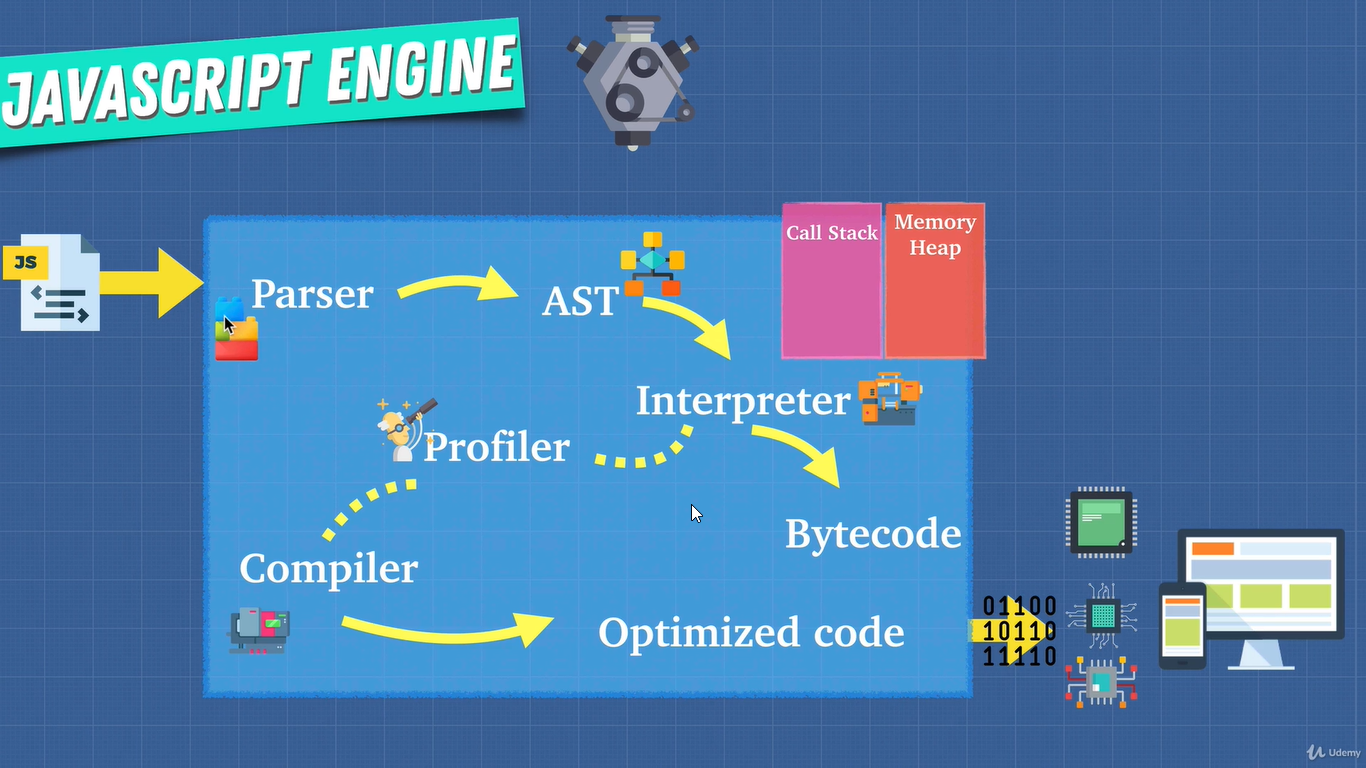 JAVASCRIPT ENGINE
JS
Parser
AST
Call Stack
Memory
Heap
Interpreter
Profiler
Bytecode
Compiler
Optimized code
01100
10110
11110
Udemy